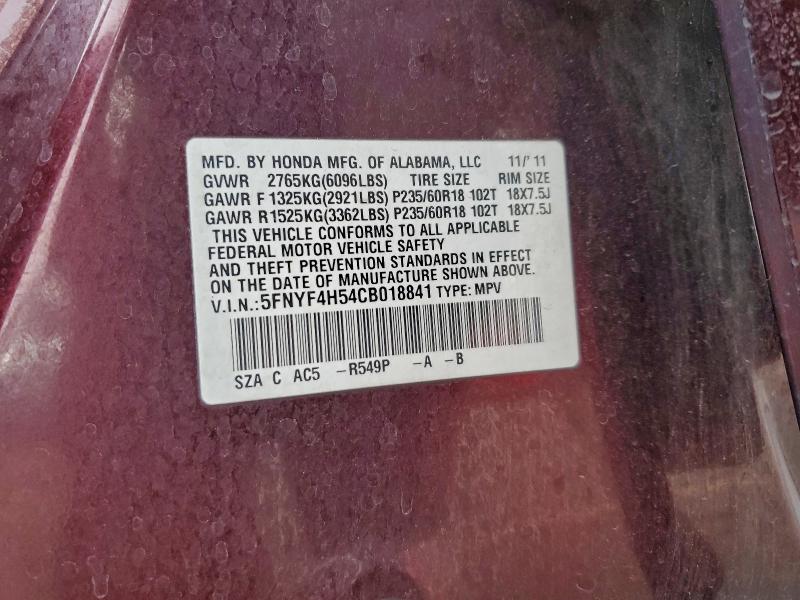 MFD. BY HONDA MFG. OF ALABAMA, LLC 11/'11
GVWR 2765KG(6096LBS) TIRE SIZE RIM SIZE
GAWR F 1325KG(2921LBS) P235/60R18 102T 18X7.5J
GAWR R1525KG(3362LBS) P235/60R18 102T 18X7.5J
THIS VEHICLE CONFORMS TO ALL APPLICABLE
FEDERAL MOTOR VEHICLE SAFETY
AND THEFT PREVENTION STANDARDS IN EFFECT
ON THE DATE OF MANUFACTURE SHOWN ABOVE.
V.I.N.:5FNYF4H54CB018841 TYPE: MPV
SZA C AC5 -R549P -A -B